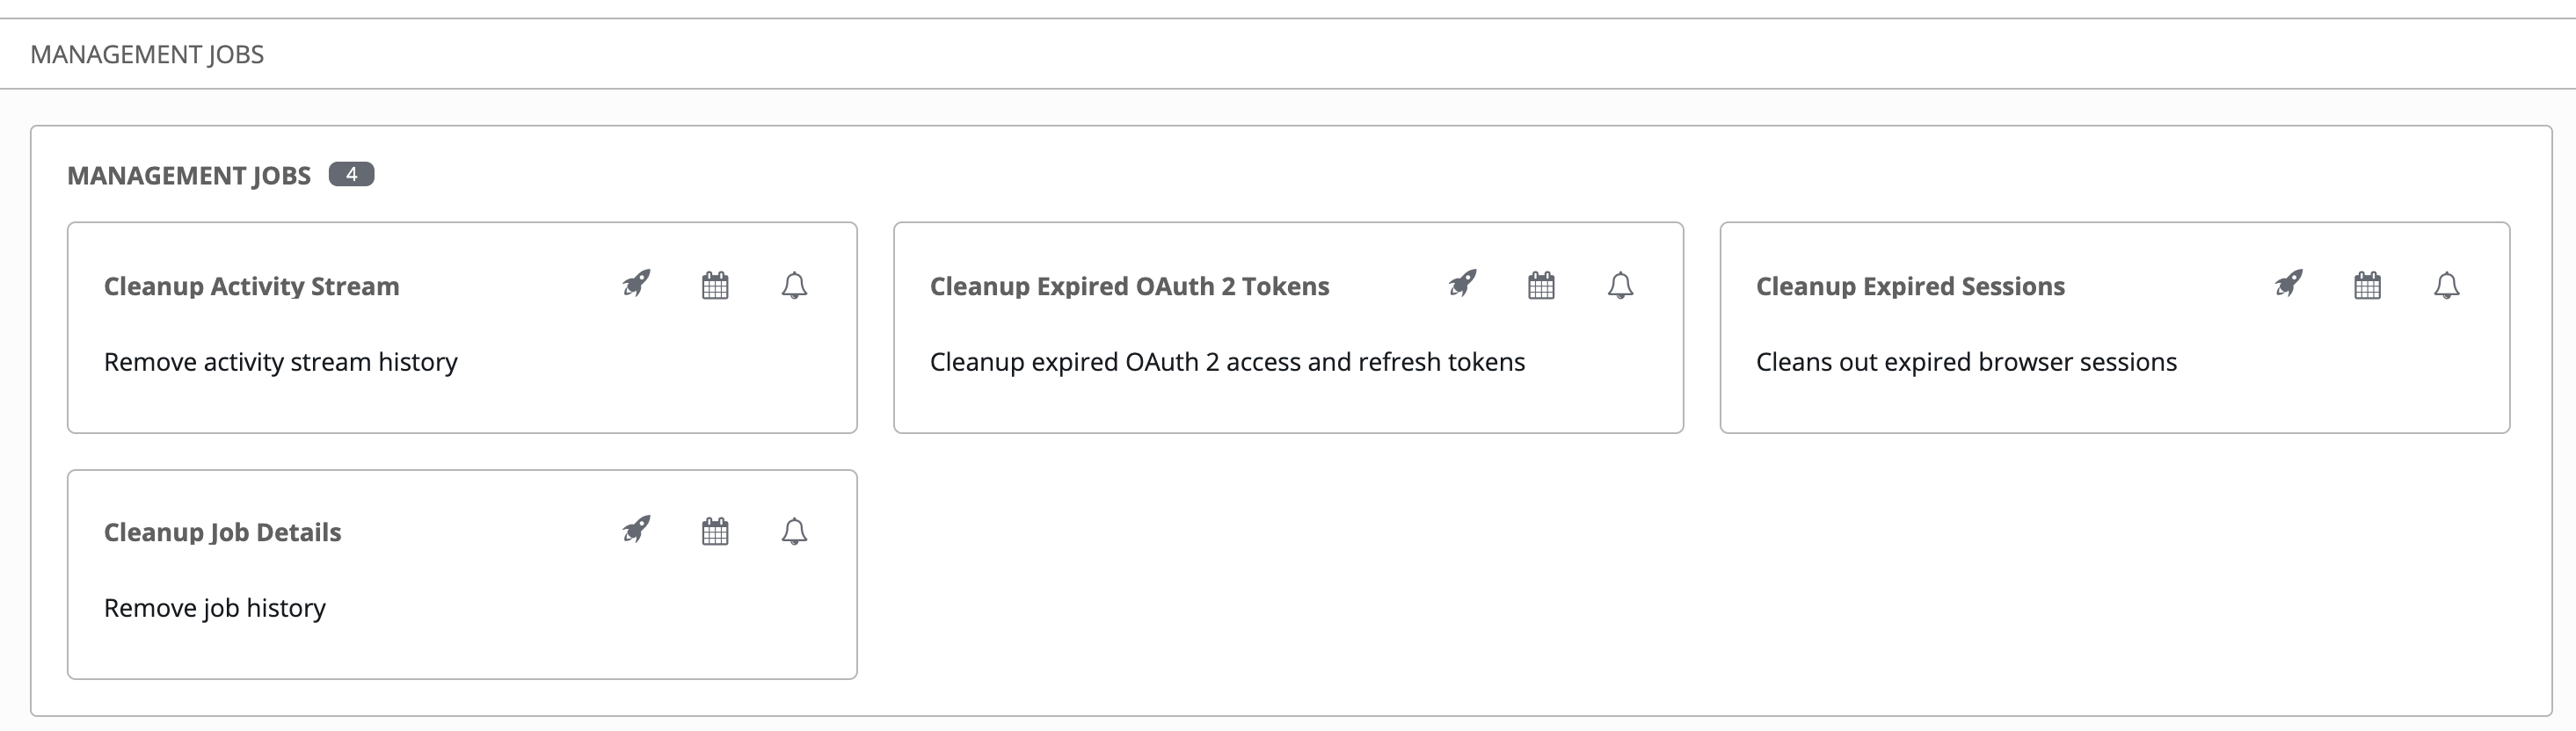 MANAGEMENT JOBS
MANAGEMENT JOBS 4
Cleanup Activity Stream
Remove activity stream history
Cleanup Expired OAuth 2 Tokens
Cleanup expired OAuth 2 access and refresh tokens
Cleanup Expired Sessions
Cleans out expired browser sessions
Cleanup Job Details
Remove job history